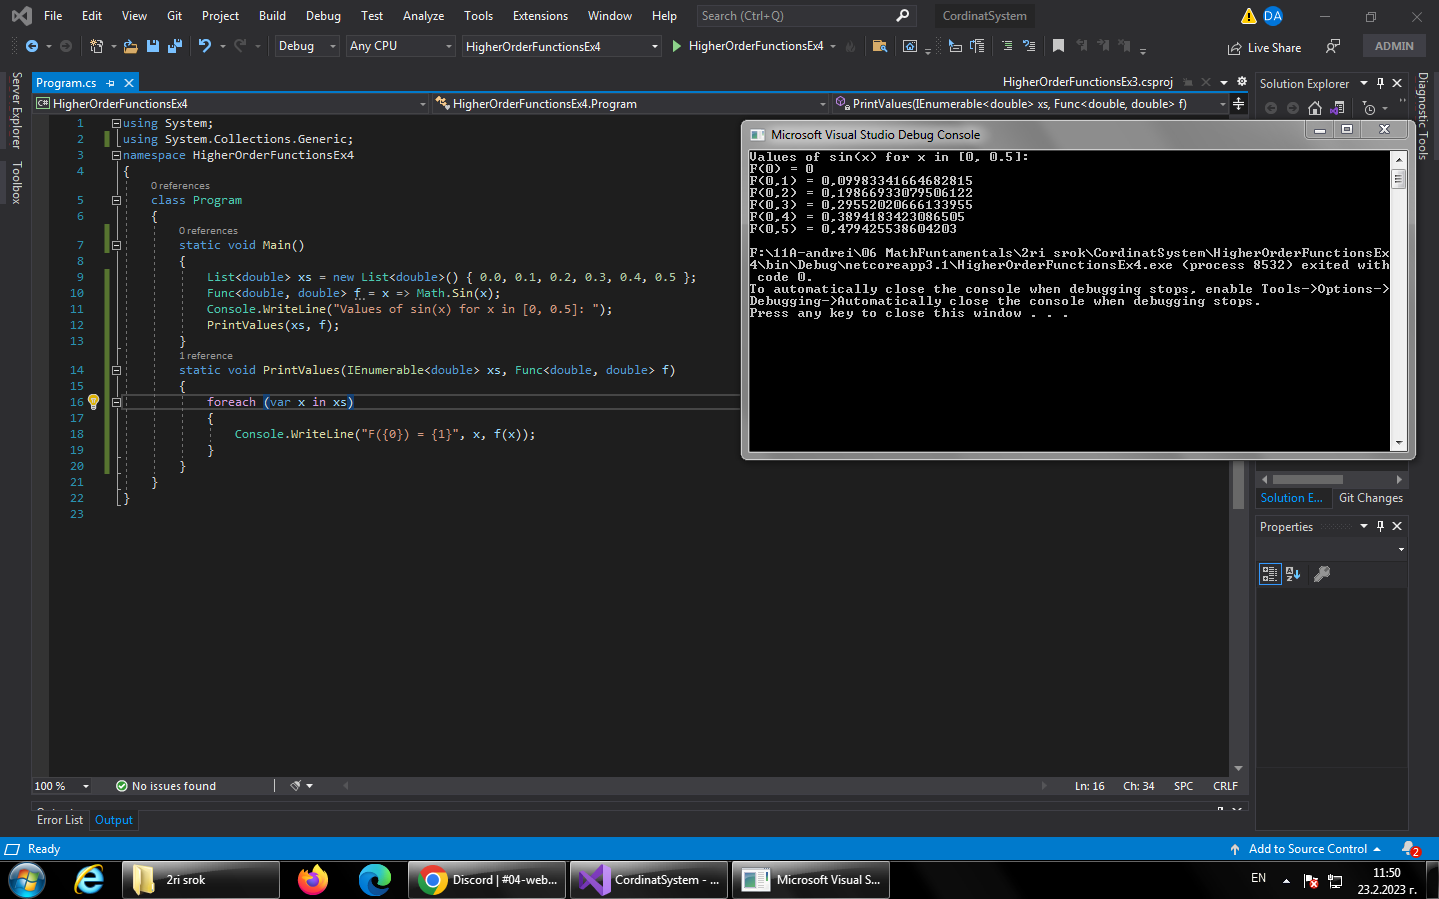 File Edit View Git Project Build Debug Test Analyze Tools Extensions Window Help Search (Ctrl+Q) CordinatSystem DA
Debug Any CPU HigherOrderFunctionsEx4 HigherOrderFunctionsEx4 Live Share ADMIN
Server Explorer
Toolbox
Program.cs HigherOrderFunctionsEx3.csproj
C# HigherOrderFunctionsEx4 HigherOrderFunctionsEx4.Program PrintValues(IEnumerable<double> xs, Func<double, double> f)
1 using System;
2 using System.Collections.Generic;
3 namespace HigherOrderFunctionsEx4
4 {
0 references
5 class Program
6 {
0 references
7 static void Main()
8 {
9 List<double> xs = new List<double>() { 0.0, 0.1, 0.2, 0.3, 0.4, 0.5 };
10 Func<double, double> f = x => Math.Sin(x);
11 Console.WriteLine("Values of sin(x) for x in [0, 0.5]: ");
12 PrintValues(xs, f);
13 }
1 reference
14 static void PrintValues(IEnumerable<double> xs, Func<double, double> f)
15 {
16 foreach (var x in xs)
17 {
18 Console.WriteLine("F({0}) = {1}", x, f(x));
19 }
20 }
21 }
22 }
23
Microsoft Visual Studio Debug Console
Values of sin(x) for x in [0, 0.5]:
F(0) = 0
F(0,1) = 0,09983341664682815
F(0,2) = 0,19866933079506122
F(0,3) = 0,29552020666133955
F(0,4) = 0,3894183423086505
F(0,5) = 0,479425538604203
F:\11A-andrei\06 MathFuntamentals\2ri srok\CordinatSystem\HigherOrderFunctionsEx
4\bin\Debug\netcoreapp3.1\HigherOrderFunctionsEx4.exe (process 8532) exited with
code 0.
To automatically close the console when debugging stops, enable Tools->Options->
Debugging->Automatically close the console when debugging stops.
Press any key to close this window . . .
Solution Explorer
Diagnostic Tools
Solution E... Git Changes
Properties
100 % No issues found Ln: 16 Ch: 34 SPC CRLF
Error List Output
Ready Add to Source Control 2
2ri srok Discord | #04-web... CordinatSystem - ... Microsoft Visual S... EN 11:50
23.2.2023 г.